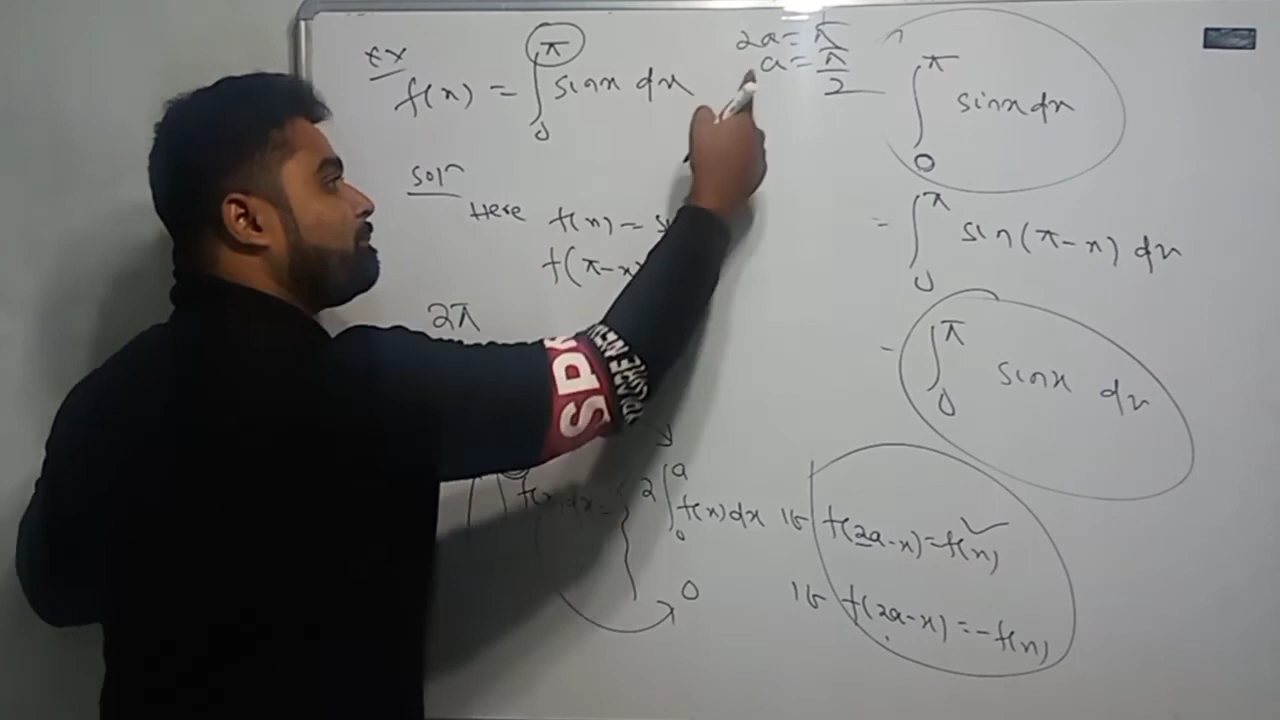 ex
f(x) = ∫₀^π sinx dx
2a = π
a = π/2
Solⁿ
Here f(x) =
f(π-x
2π
f(x)dx = { 2 ∫₀^a f(x)dx if f(2a-x)=f(x) ✓
0 if f(2a-x)=-f(x)
∫₀^π sinx dx
= ∫₀^π sin(π-x) dx
- ∫₀^π sinx dx